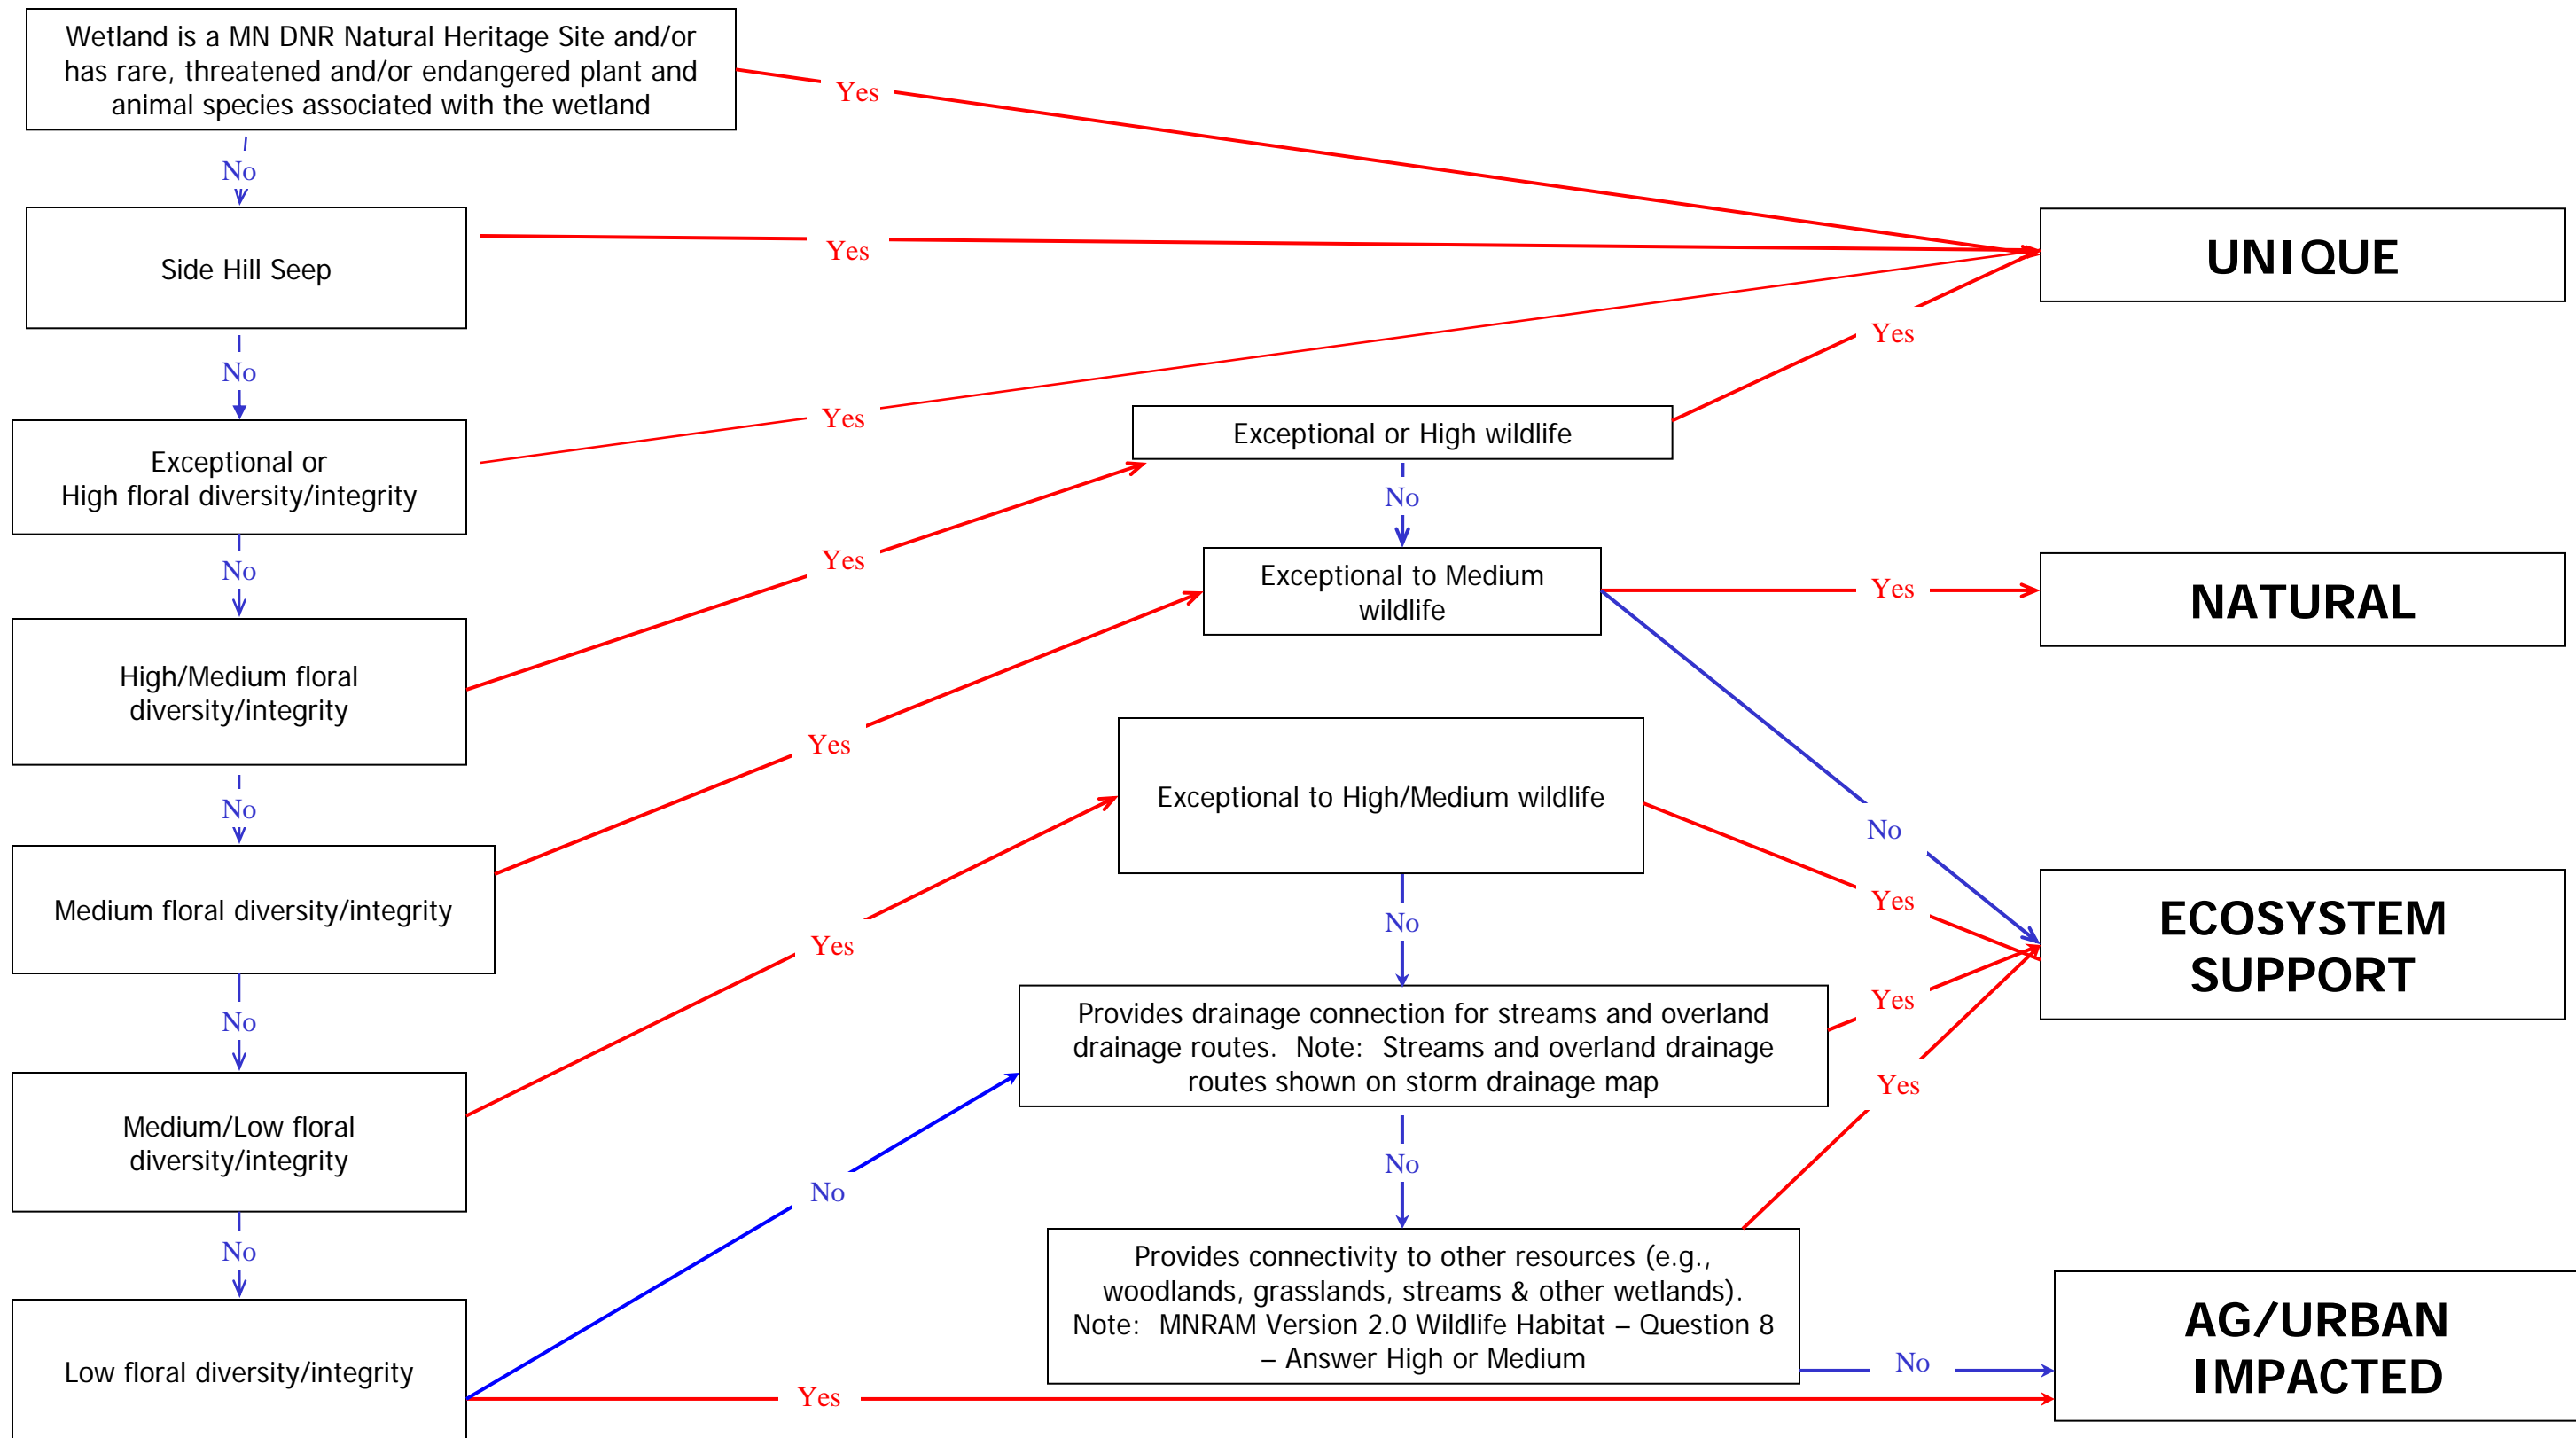 Wetland is a MN DNR Natural Heritage Site and/or
has rare, threatened and/or endangered plant and
animal species associated with the wetland
Yes
No
Side Hill Seep
Yes
UNIQUE
No
Yes
Exceptional or
High floral diversity/integrity
Yes
Exceptional or High wildlife
No
No
Yes
Exceptional to Medium
wildlife
Yes
NATURAL
High/Medium floral
diversity/integrity
No
Yes
Exceptional to High/Medium wildlife
No
Medium floral diversity/integrity
Yes
No
Yes
ECOSYSTEM
SUPPORT
No
Provides drainage connection for streams and overland
drainage routes.  Note:  Streams and overland drainage
routes shown on storm drainage map
Yes
Yes
Medium/Low floral
diversity/integrity
No
No
No
Provides connectivity to other resources (e.g.,
woodlands, grasslands, streams & other wetlands).
Note:  MNRAM Version 2.0 Wildlife Habitat – Question 8
– Answer High or Medium
No
AG/URBAN
IMPACTED
Low floral diversity/integrity
Yes